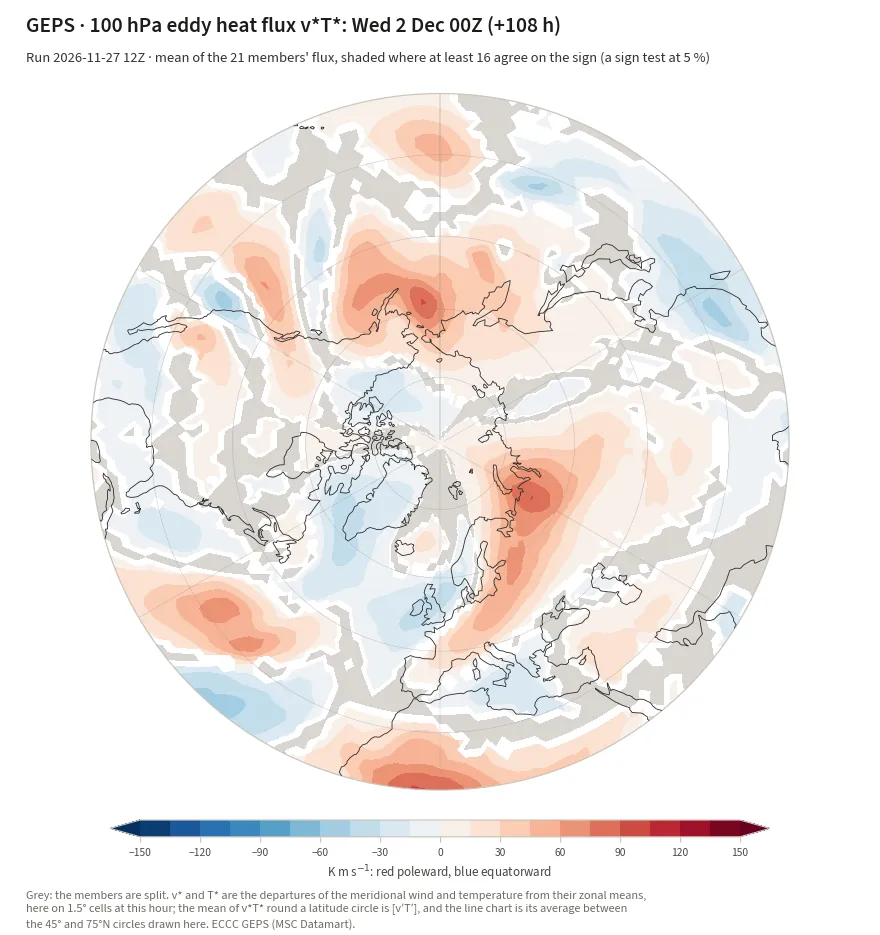 GEPS · 100 hPa eddy heat flux v*T*: Wed 2 Dec 00Z (+108 h)
Run 2026-11-27 12Z · mean of the 21 members' flux, shaded where at least 16 agree on the sign (a sign test at 5 %)
−150 −120 −90 −60 −30 0 30 60 90 120 150
K m s⁻¹: red poleward, blue equatorward
Grey: the members are split. v* and T* are the departures of the meridional wind and temperature from their zonal means,
here on 1.5° cells at this hour; the mean of v*T* round a latitude circle is [v′T′], and the line chart is its average between
the 45° and 75°N circles drawn here. ECCC GEPS (MSC Datamart).